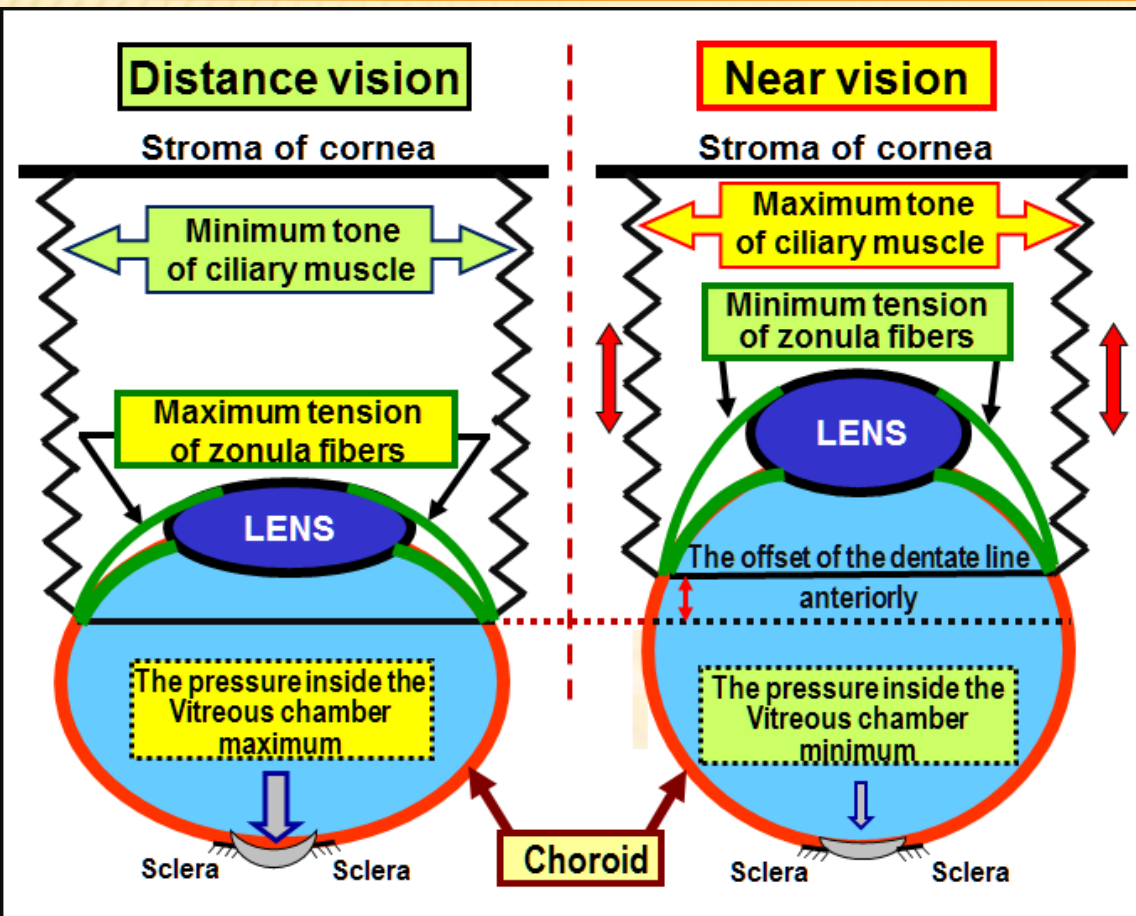 Distance vision
Stroma of cornea
Minimum tone
of ciliary muscle
Maximum tension
of zonula fibers
LENS
The pressure inside the
Vitreous chamber
maximum
Sclera
Sclera
Near vision
Stroma of cornea
Maximum tone
of ciliary muscle
Minimum tension
of zonula fibers
LENS
The offset of the dentate line
anteriorly
The pressure inside the
Vitreous chamber
minimum
Sclera
Sclera
Choroid